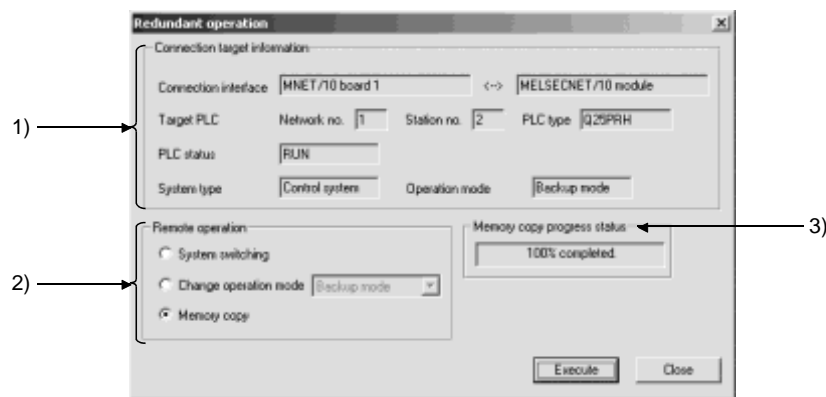 Redundant operation
Connection target information
Connection interface MNET/10 board 1 <--> MELSECNET/10 module
1) Target PLC Network no. 1 Station no. 2 PLC type Q25PRH
PLC status RUN
System type Control system Operation mode Backup mode
Remote operation Memory copy progress status 3)
System switching 100% completed.
2) Change operation mode Backup mode
Memory copy
Execute Close